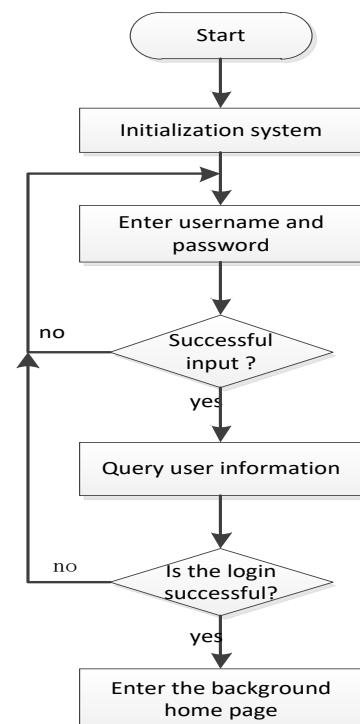 Start
Initialization system
Enter username and
password
Successful
input ?
no
yes
Query user information
Is the login
successful?
no
yes
Enter the background
home page